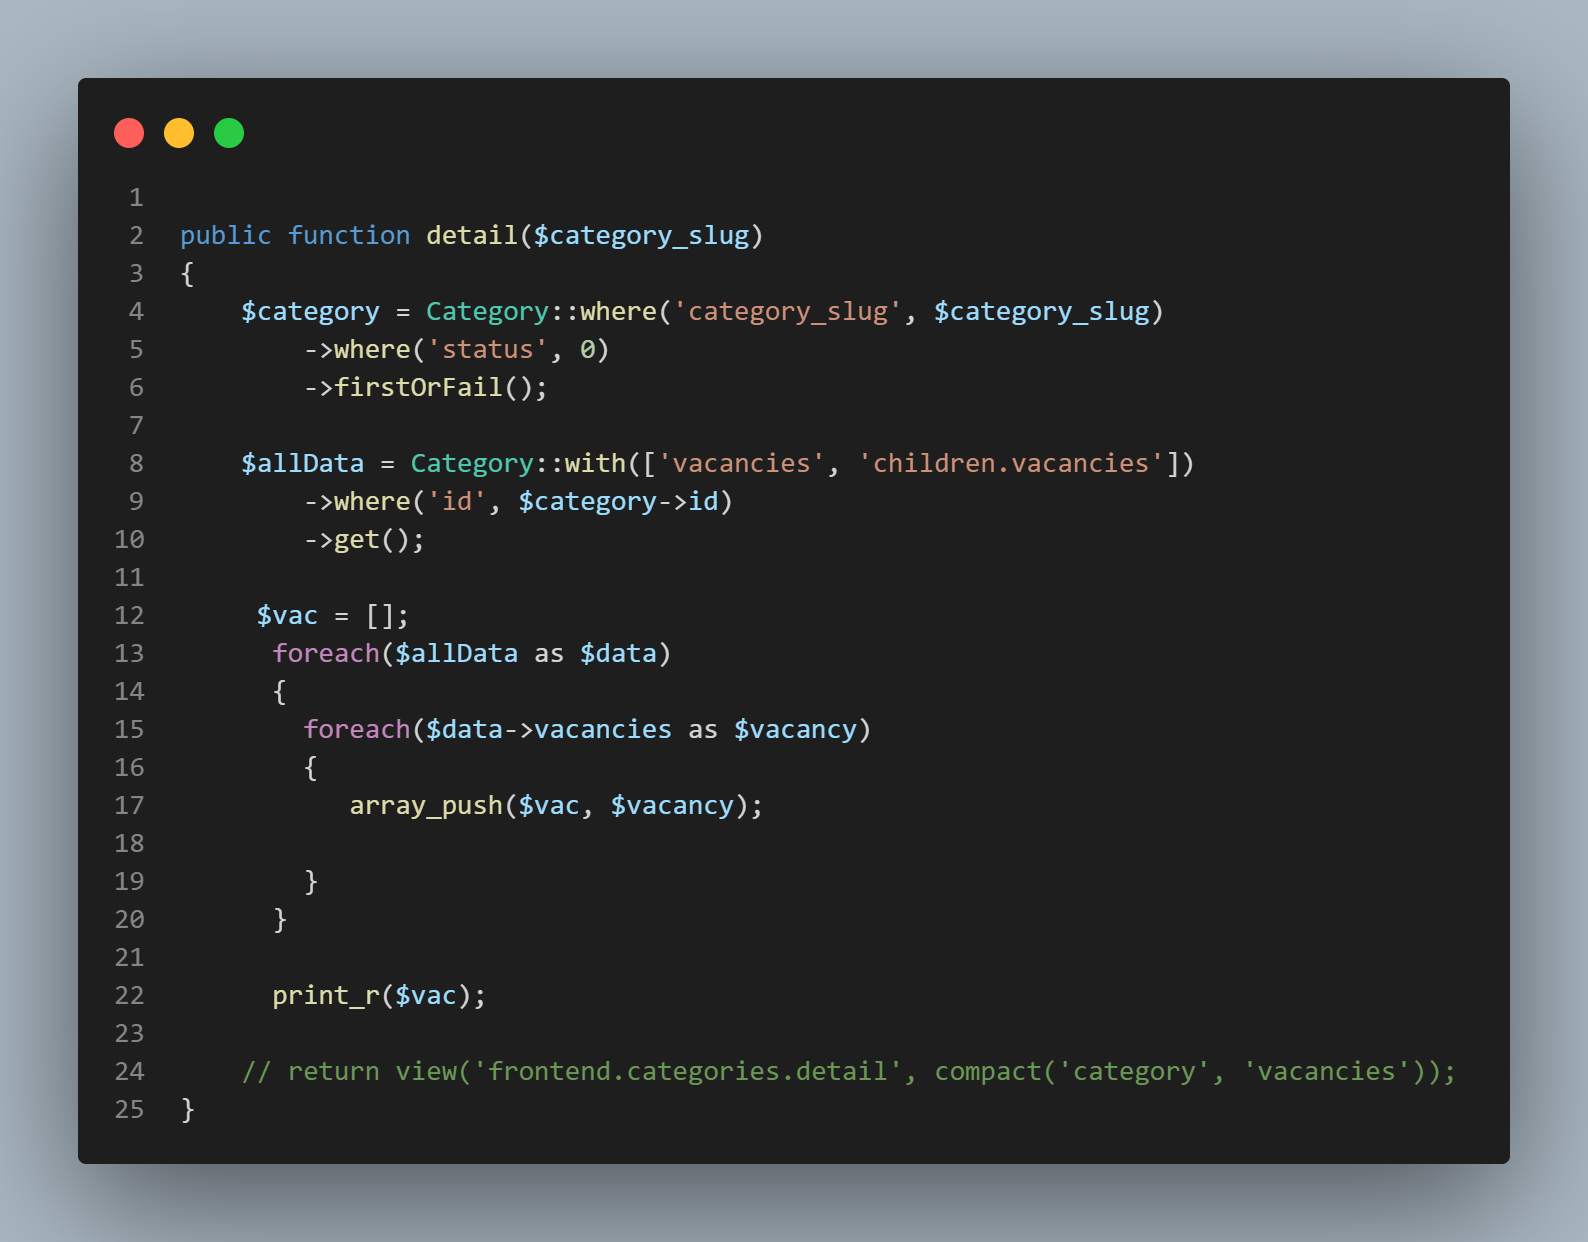 1
2 public function detail($category_slug)
3 {
4     $category = Category::where('category_slug', $category_slug)
5         ->where('status', 0)
6         ->firstOrFail();
7
8     $allData = Category::with(['vacancies', 'children.vacancies'])
9         ->where('id', $category->id)
10         ->get();
11
12      $vac = [];
13       foreach($allData as $data)
14       {
15         foreach($data->vacancies as $vacancy)
16         {
17            array_push($vac, $vacancy);
18
19         }
20       }
21
22       print_r($vac);
23
24     // return view('frontend.categories.detail', compact('category', 'vacancies'));
25 }